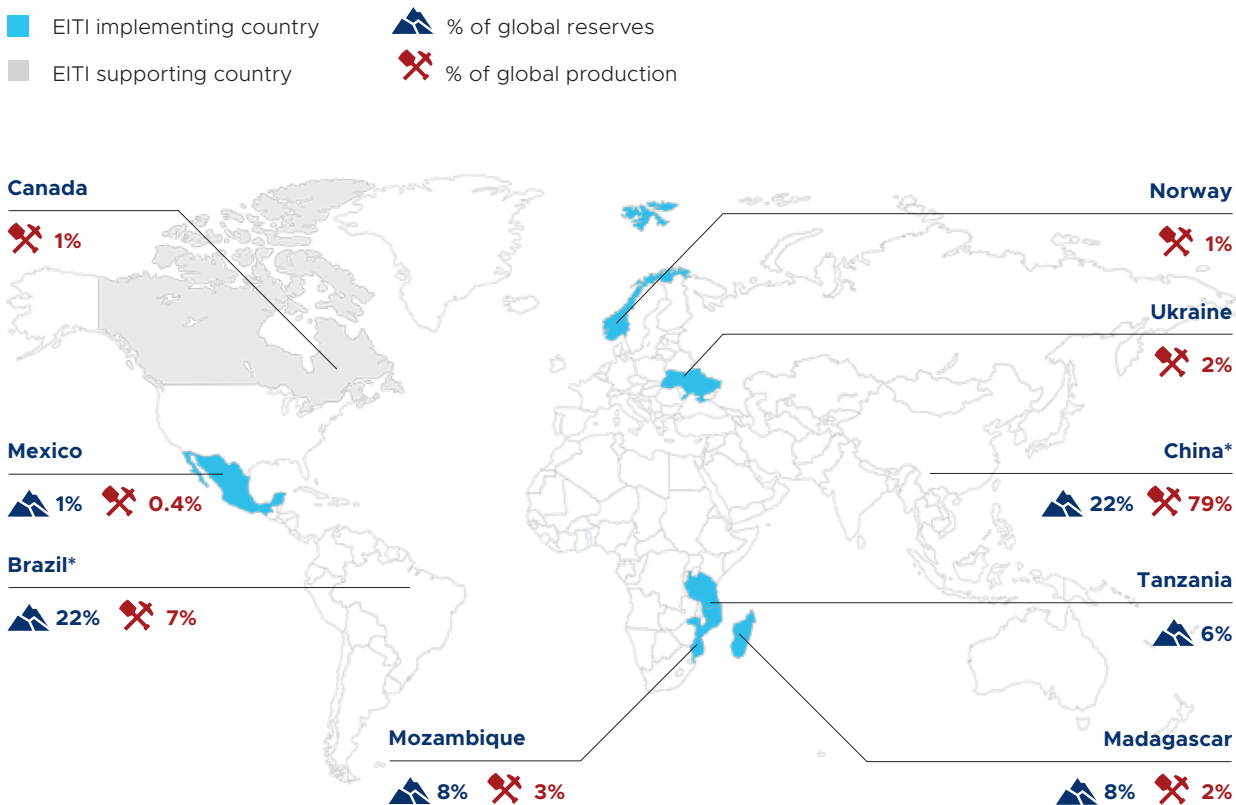 EITI implementing country
% of global reserves
EITI supporting country
% of global production
Canada
1%
Norway
1%
Ukraine
2%
Mexico
1% 0.4%
China*
22% 79%
Brazil*
22% 7%
Tanzania
6%
Mozambique
8% 3%
Madagascar
8% 2%